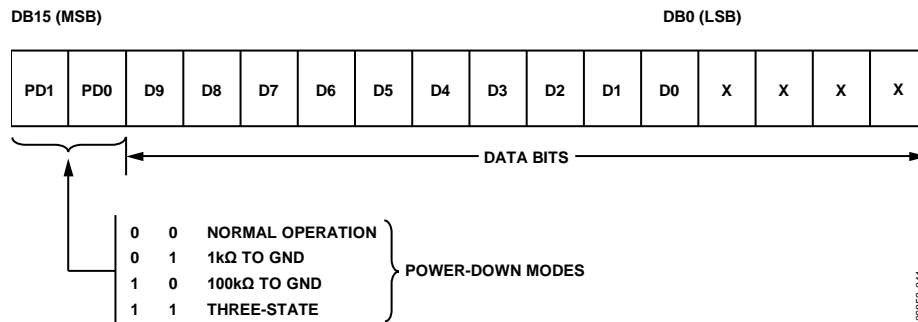 DB15 (MSB) DB0 (LSB)
PD1 PD0 D9 D8 D7 D6 D5 D4 D3 D2 D1 D0 X X X X
DATA BITS
0 0 NORMAL OPERATION
0 1 1kΩ TO GND
1 0 100kΩ TO GND
1 1 THREE-STATE
POWER-DOWN MODES